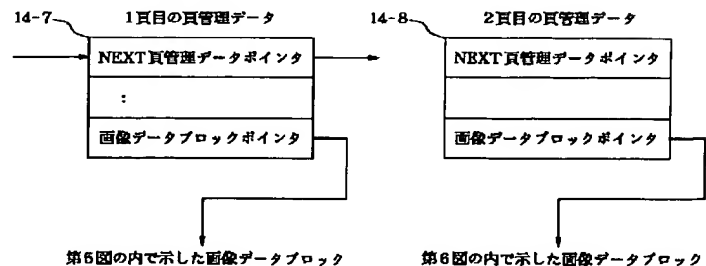 1頁目の頁管理データ
14-7
NEXT頁管理データポインタ
:
画像データブロックポインタ
第6図の内で示した画像データブロック
2頁目の頁管理データ
14-8
NEXT頁管理データポインタ
画像データブロックポインタ
第6図の内で示した画像データブロック